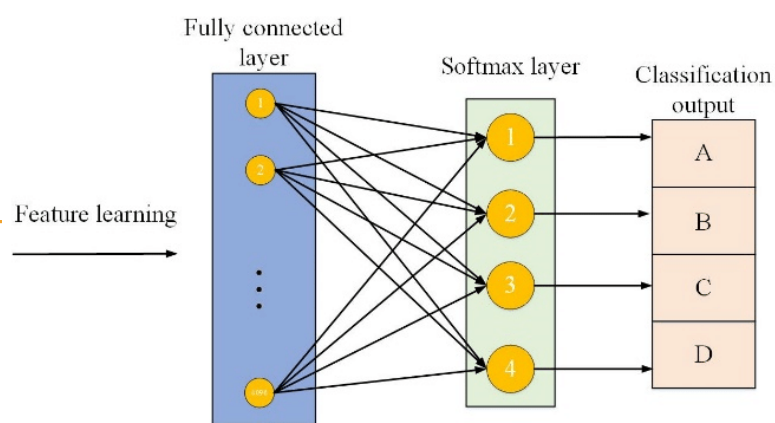 Fully connected
layer
Softmax layer
Classification
output
Feature learning
1
2
1
2
3
4
A
B
C
D